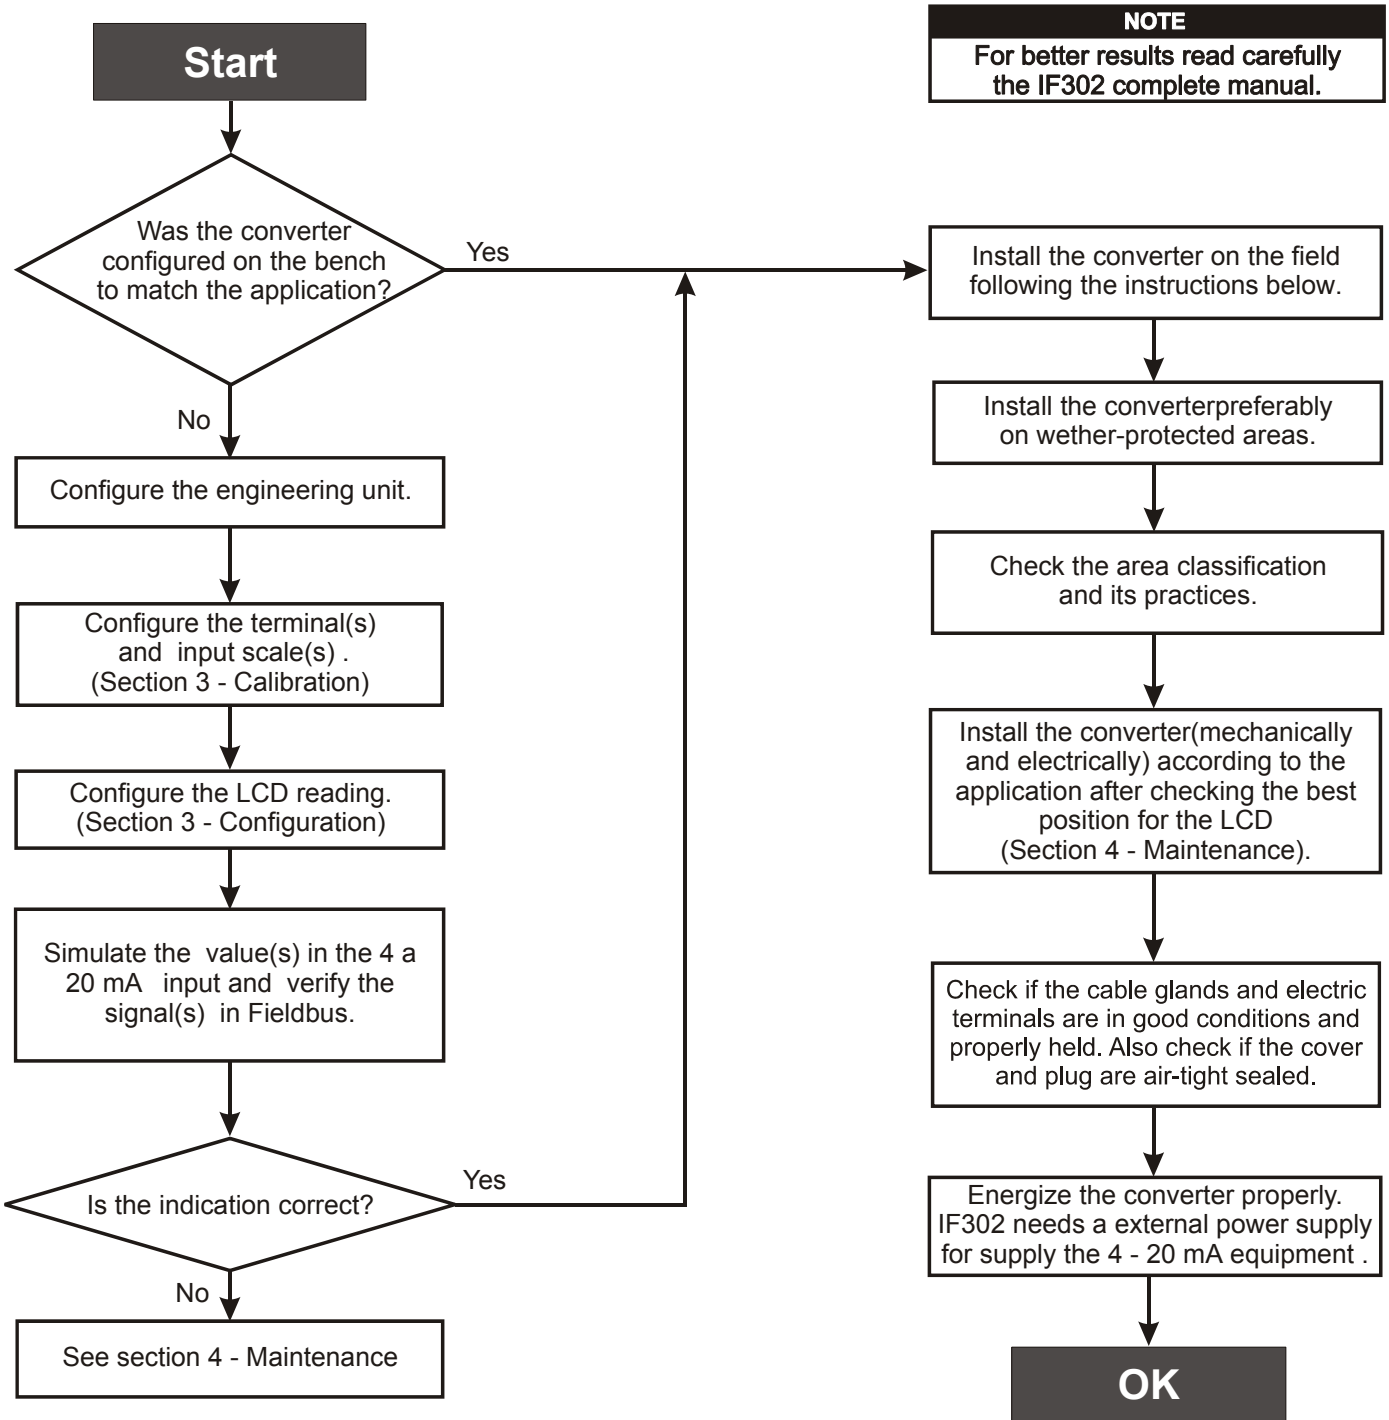 Start
Was the converter
configured on the bench
to match the application?
Yes
No
Configure the engineering unit.
Configure the terminal(s)
and input scale(s) .
(Section 3 - Calibration)
Configure the LCD reading.
(Section 3 - Configuration)
Simulate the value(s) in the 4 a
20 mA input and verify the
signal(s) in Fieldbus.
Is the indication correct?
Yes
No
See section 4 - Maintenance
NOTE
For better results read carefully
the IF302 complete manual.
Install the converter on the field
following the instructions below.
Install the converterpreferably
on wether-protected areas.
Check the area classification
and its practices.
Install the converter(mechanically
and electrically) according to the
application after checking the best
position for the LCD
(Section 4 - Maintenance).
Check if the cable glands and electric
terminals are in good conditions and
properly held. Also check if the cover
and plug are air-tight sealed.
Energize the converter properly.
IF302 needs a external power supply
for supply the 4 - 20 mA equipment .
OK